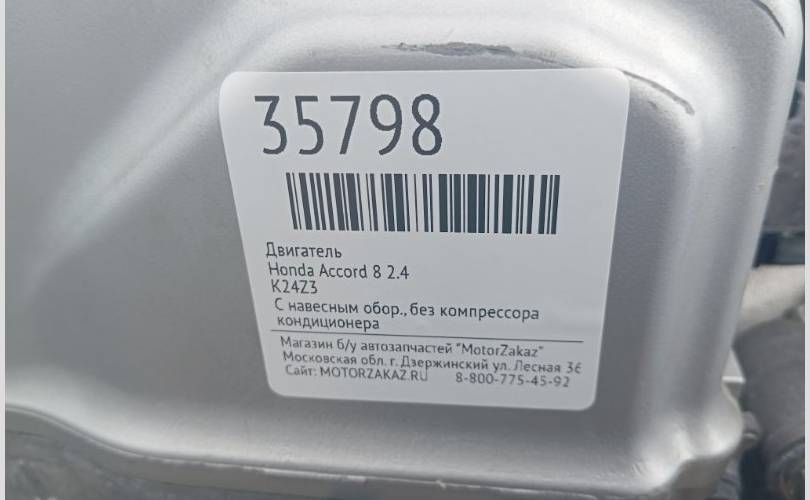 35798
Двигатель
Honda Accord 8 2.4
K24Z3
С навесным обор., без компрессора
кондиционера
Магазин б/у автозапчастей "MotorZakaz"
Московская обл. г. Дзержинский ул. Лесная 36
Сайт: MOTORZAKAZ.RU 8-800-775-45-92